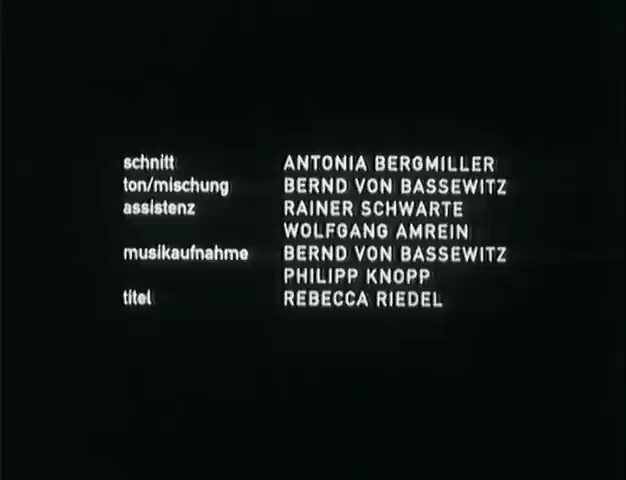 schnitt ANTONIA BERGMILLER
ton/mischung BERND VON BASSEWITZ
assistenz RAINER SCHWARTE
WOLFGANG AMREIN
musikaufnahme BERND VON BASSEWITZ
PHILIPP KNOPP
titel REBECCA RIEDEL